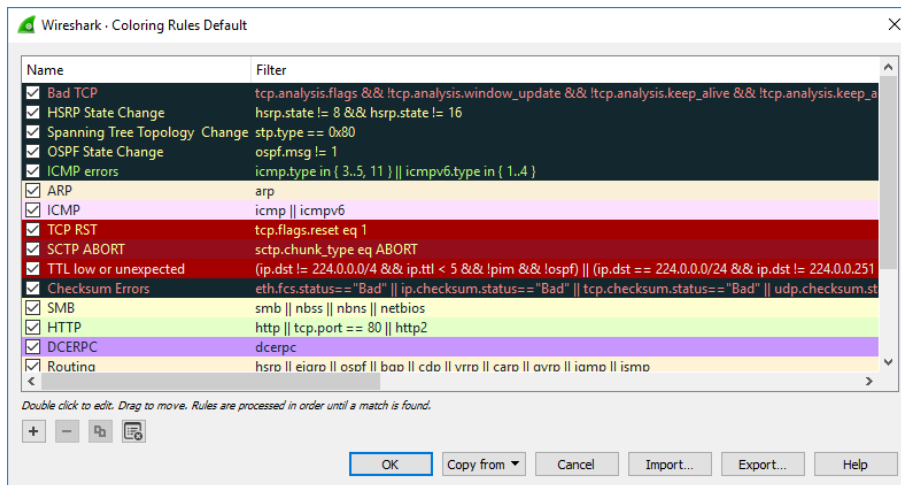 Wireshark · Coloring Rules Default
Name Filter
Bad TCP tcp.analysis.flags && !tcp.analysis.window_update && !tcp.analysis.keep_alive && !tcp.analysis.keep_a
HSRP State Change hsrp.state != 8 && hsrp.state != 16
Spanning Tree Topology  Change stp.type == 0x80
OSPF State Change ospf.msg != 1
ICMP errors icmp.type in { 3..5, 11 } || icmpv6.type in { 1..4 }
ARP arp
ICMP icmp || icmpv6
TCP RST tcp.flags.reset eq 1
SCTP ABORT sctp.chunk_type eq ABORT
TTL low or unexpected (ip.dst != 224.0.0.0/4 && ip.ttl < 5 && !pim && !ospf) || (ip.dst == 224.0.0.0/24 && ip.dst != 224.0.0.251
Checksum Errors eth.fcs.status=="Bad" || ip.checksum.status=="Bad" || tcp.checksum.status=="Bad" || udp.checksum.st
SMB smb || nbss || nbns || netbios
HTTP http || tcp.port == 80 || http2
DCERPC dcerpc
Routing hsrp || eigrp || ospf || bgp || cdp || vrrp || carp || gvrp || igmp || ismp
Double click to edit. Drag to move. Rules are processed in order until a match is found.
OK Copy from Cancel Import... Export... Help